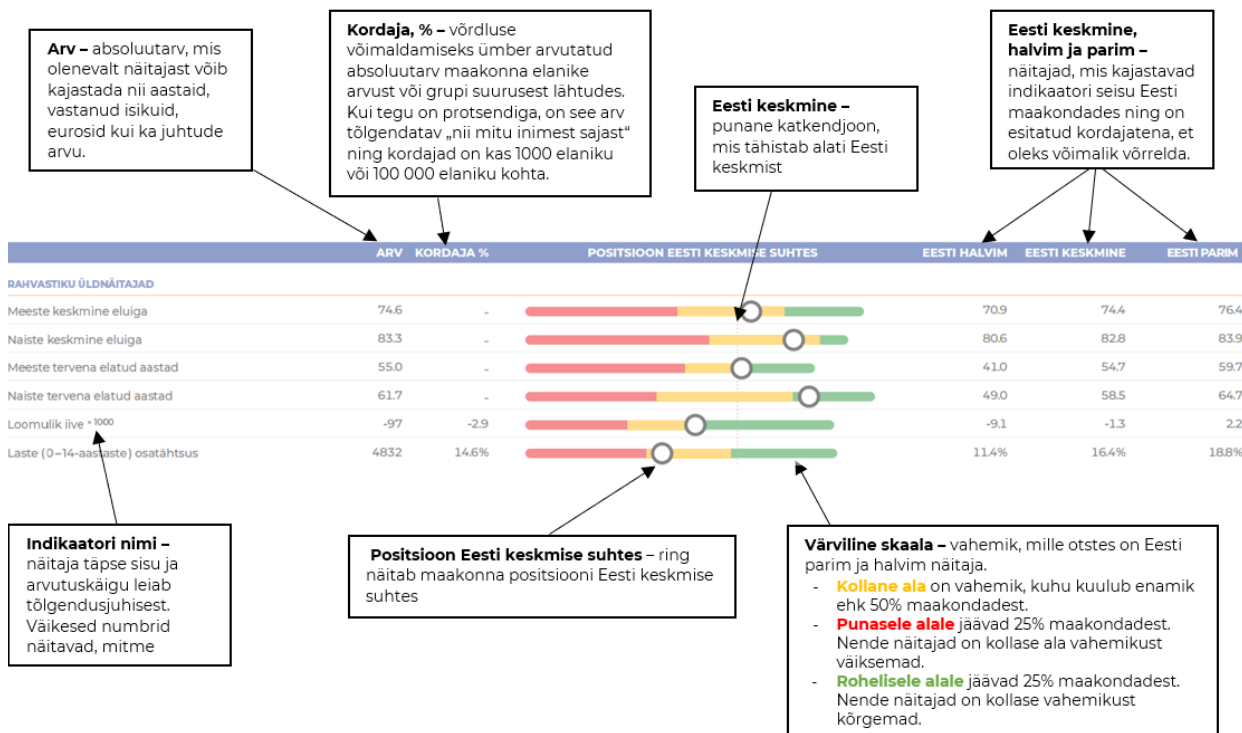 Arv – absoluutarv, mis
olenevalt näitajast võib
kajastada nii aastaid,
vastanud isikuid,
eurosid kui ka juhtude
arvu.
Kordaja, % – võrdluse
võimaldamiseks ümber arvutatud
absoluutarv maakonna elanike
arvust või grupi suurusest lähtudes.
Kui tegu on protsendiga, on see arv
tõlgendatav „nii mitu inimest sajast“
ning kordajad on kas 1000 elaniku
või 100 000 elaniku kohta.
Eesti keskmine –
punane katkendjoon,
mis tähistab alati Eesti
keskmist
Eesti keskmine,
halvim ja parim –
näitajad, mis kajastavad
indikaatori seisu Eesti
maakondades ning on
esitatud kordajatena, et
oleks võimalik võrrelda.
ARV KORDAJA % POSITSIOON EESTI KESKMISE SUHTES EESTI HALVIM EESTI KESKMINE EESTI PARIM
RAHVASTIKU ÜLDNÄITAJAD
Meeste keskmine eluiga 74.6 - 70.9 74.4 76.4
Naiste keskmine eluiga 83.3 - 80.6 82.8 83.9
Meeste tervena elatud aastad 55.0 - 41.0 54.7 59.7
Naiste tervena elatud aastad 61.7 - 49.0 58.5 64.7
Loomulik iive * 1000 -97 -2.9 -9.1 -1.3 2.2
Laste (0–14-aastaste) osatähtsus 4832 14.6% 11.4% 16.4% 18.8%
Indikaatori nimi –
näitaja täpse sisu ja
arvutuskäigu leiab
tõlgendusjuhisest.
Väikesed numbrid
näitavad, mitme
Positsioon Eesti keskmise suhtes – ring
näitab maakonna positsiooni Eesti keskmise
suhtes
Värviline skaala – vahemik, mille otstes on Eesti
parim ja halvim näitaja.
- Kollane ala on vahemik, kuhu kuulub enamik
ehk 50% maakondadest.
- Punasele alale jäävad 25% maakondadest.
Nende näitajad on kollase ala vahemikust
väiksemad.
- Rohelisele alale jäävad 25% maakondadest.
Nende näitajad on kollase vahemikust
kõrgemad.